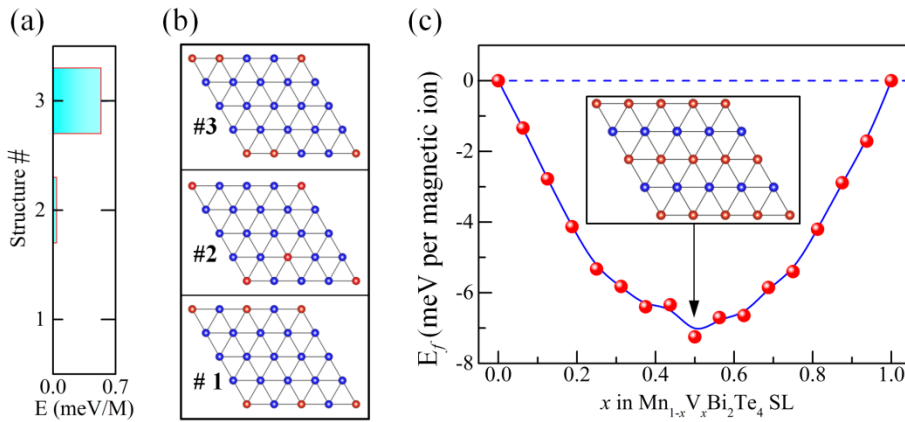 (a)
3
2
1
Structure #
0.0
0.7
E (meV/M)
(b)
#3
#2
# 1
(c)
0
-2
-4
-6
-8
E_f (meV per magnetic ion)
0.0
0.2
0.4
0.6
0.8
1.0
x in Mn₁₋ₓVₓBi₂Te₄ SL